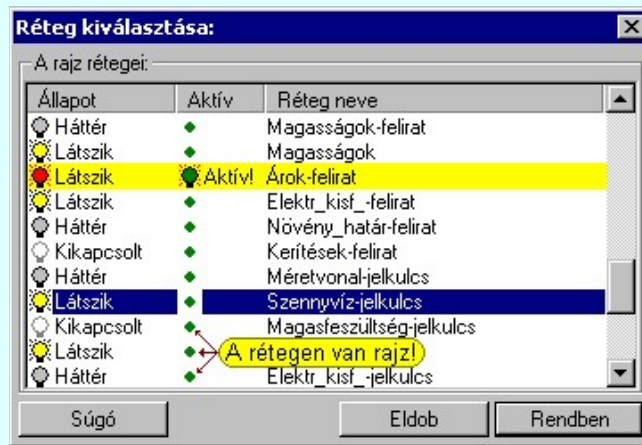 Réteg kiválasztása:
A rajz rétegei:
Állapot Aktív Réteg neve
Háttér Magasságok-felirat
Látszik Magasságok
Látszik Aktív! Árok-felirat
Látszik Elektr_kisf_-felirat
Háttér Növény_határ-felirat
Kikapcsolt Kerítések-felirat
Háttér Méretvonal-jelkulcs
Látszik Szennyvíz-jelkulcs
Kikapcsolt Magasfeszültség-jelkulcs
Látszik A rétegen van rajz!
Háttér Elektr_kisf_-jelkulcs
Súgó Eldob Rendben